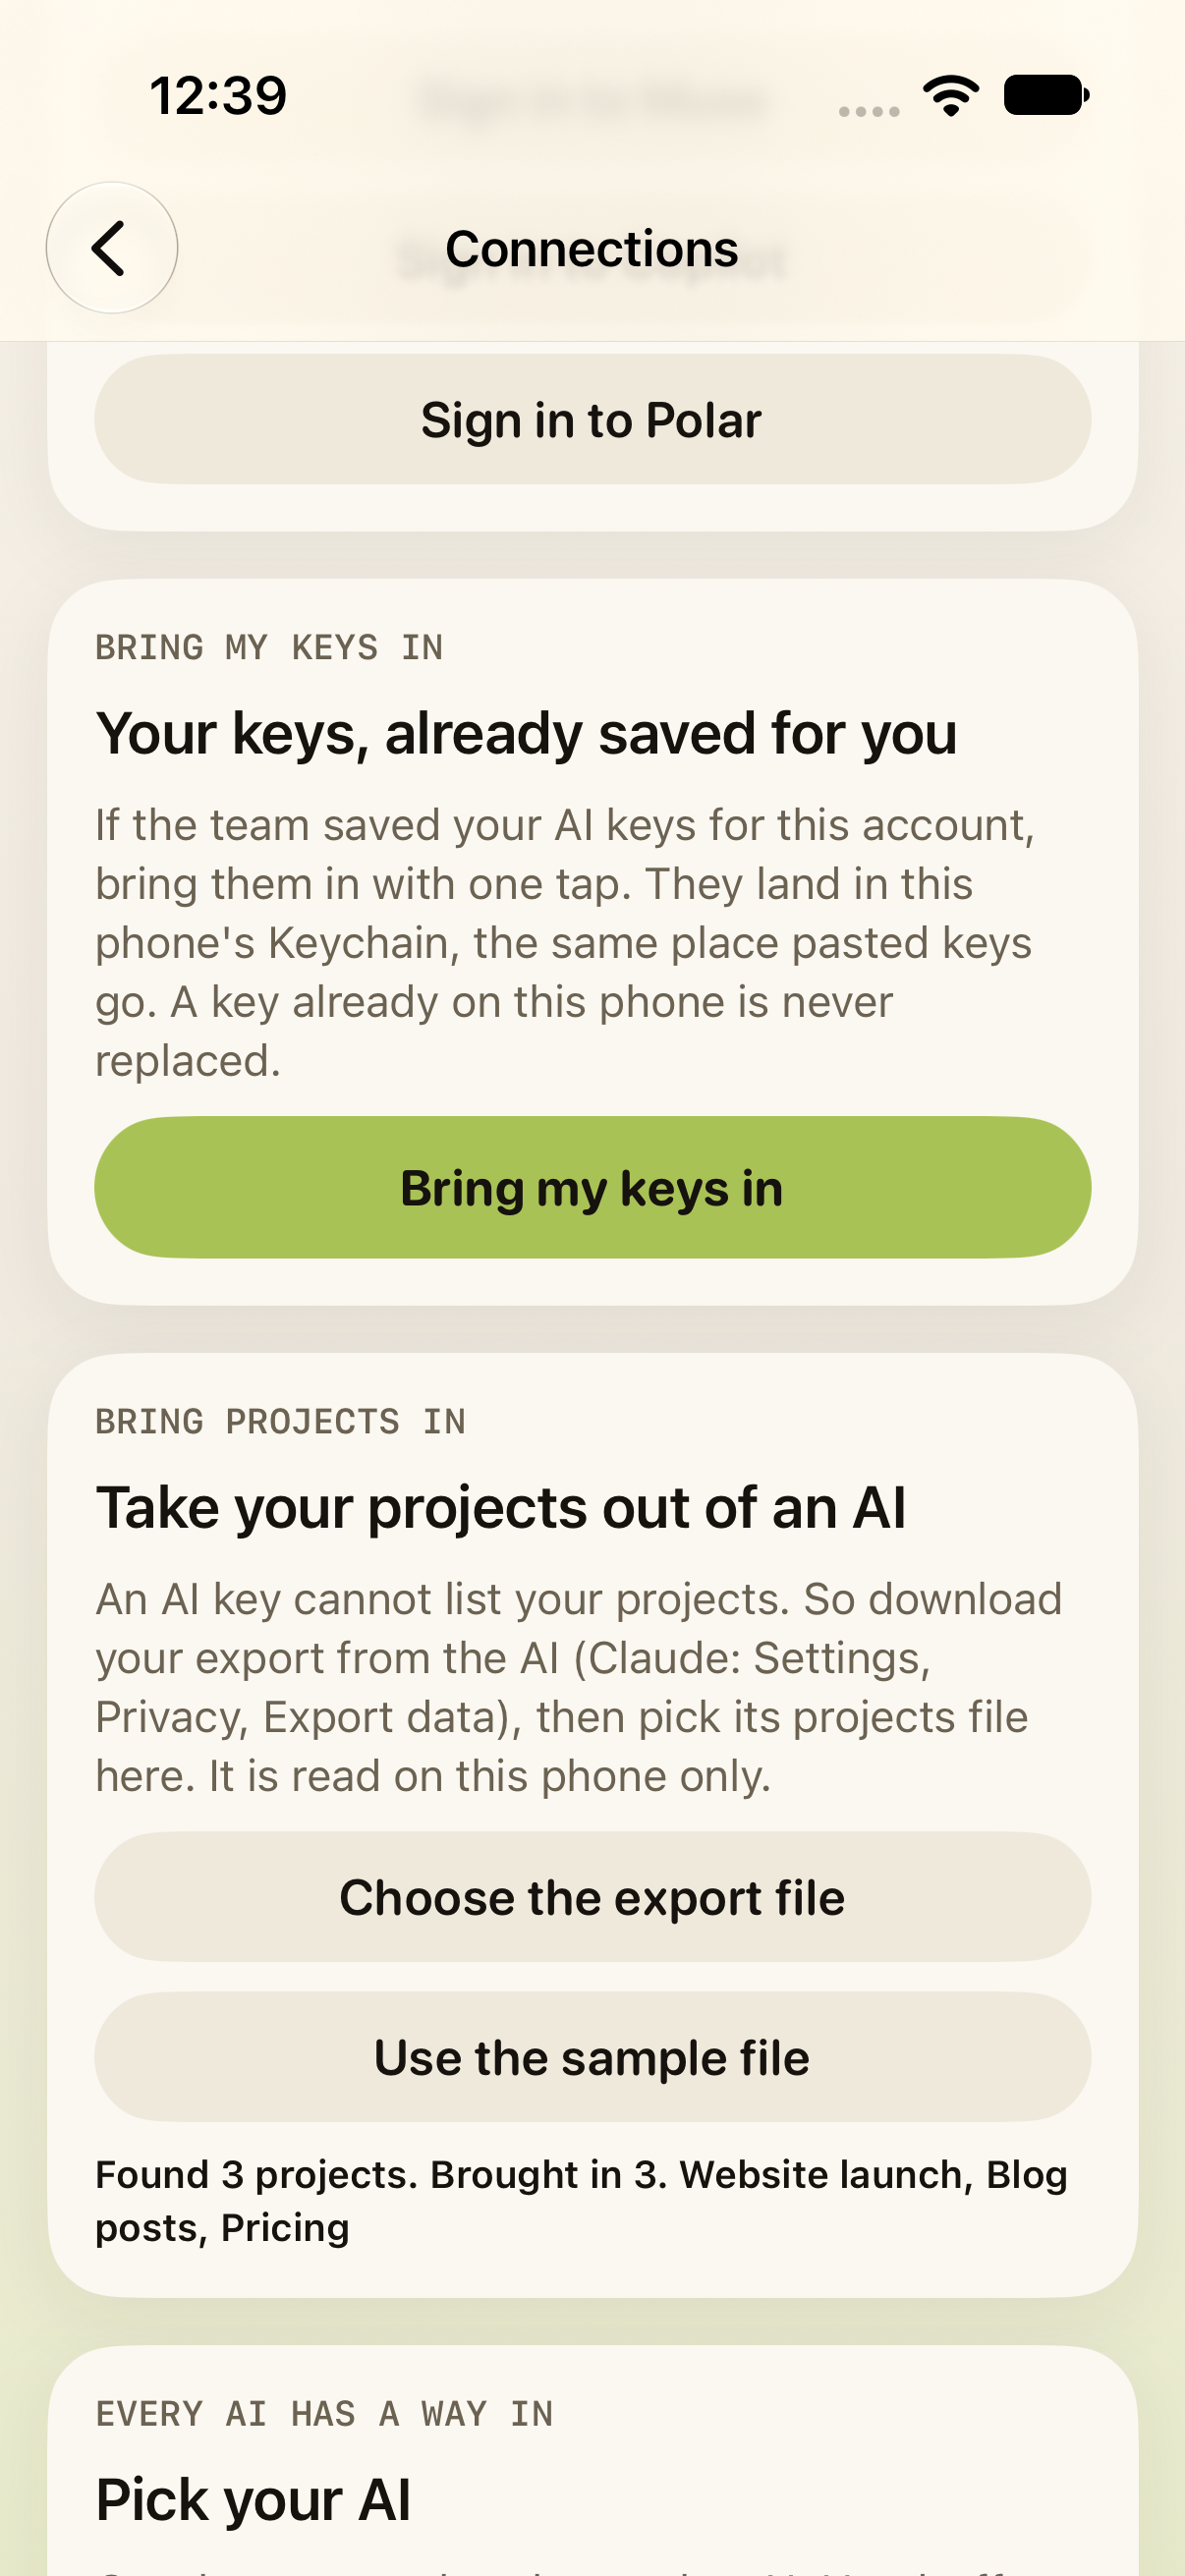 12:39
Connections
Sign in to Polar
BRING MY KEYS IN
Your keys, already saved for you
If the team saved your AI keys for this account,
bring them in with one tap. They land in this
phone's Keychain, the same place pasted keys
go. A key already on this phone is never
replaced.
Bring my keys in
BRING PROJECTS IN
Take your projects out of an AI
An AI key cannot list your projects. So download
your export from the AI (Claude: Settings,
Privacy, Export data), then pick its projects file
here. It is read on this phone only.
Choose the export file
Use the sample file
Found 3 projects. Brought in 3. Website launch, Blog
posts, Pricing
EVERY AI HAS A WAY IN
Pick your AI